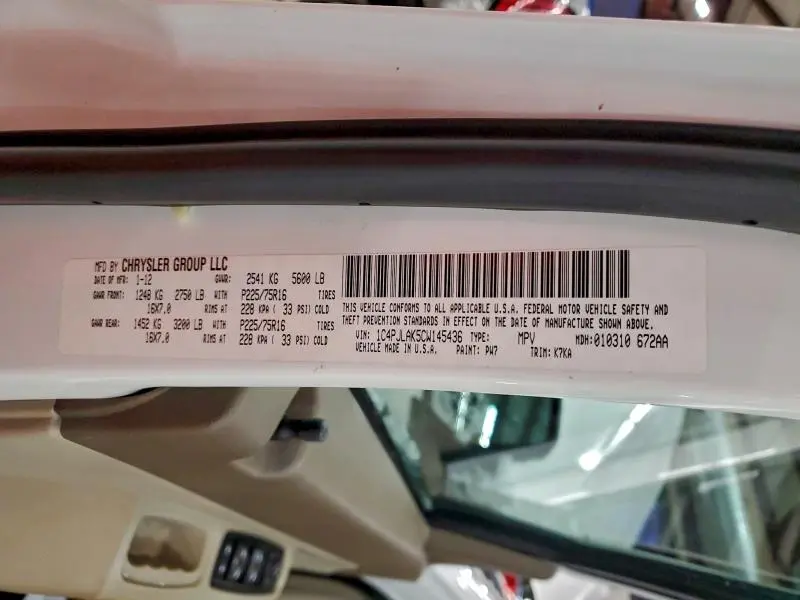 MFD BY CHRYSLER GROUP LLC
DATE OF MFR: 1-12 GVWR: 2541 KG 5600 LB
GAWR FRONT: 1248 KG 2750 LB WITH P225/75R16 TIRES
16X7.0 RIMS AT 228 KPA ( 33 PSI) COLD
GAWR REAR: 1452 KG 3200 LB WITH P225/75R16 TIRES
16X7.0 RIMS AT 228 KPA ( 33 PSI) COLD
THIS VEHICLE CONFORMS TO ALL APPLICABLE U.S.A. FEDERAL MOTOR VEHICLE SAFETY AND
THEFT PREVENTION STANDARDS IN EFFECT ON THE DATE OF MANUFACTURE SHOWN ABOVE.
VIN: 1C4PJLAK5CW145436 TYPE: MPV MDH: 010310 672AA
VEHICLE MADE IN U.S.A. PAINT: PW7 TRIM: K7KA